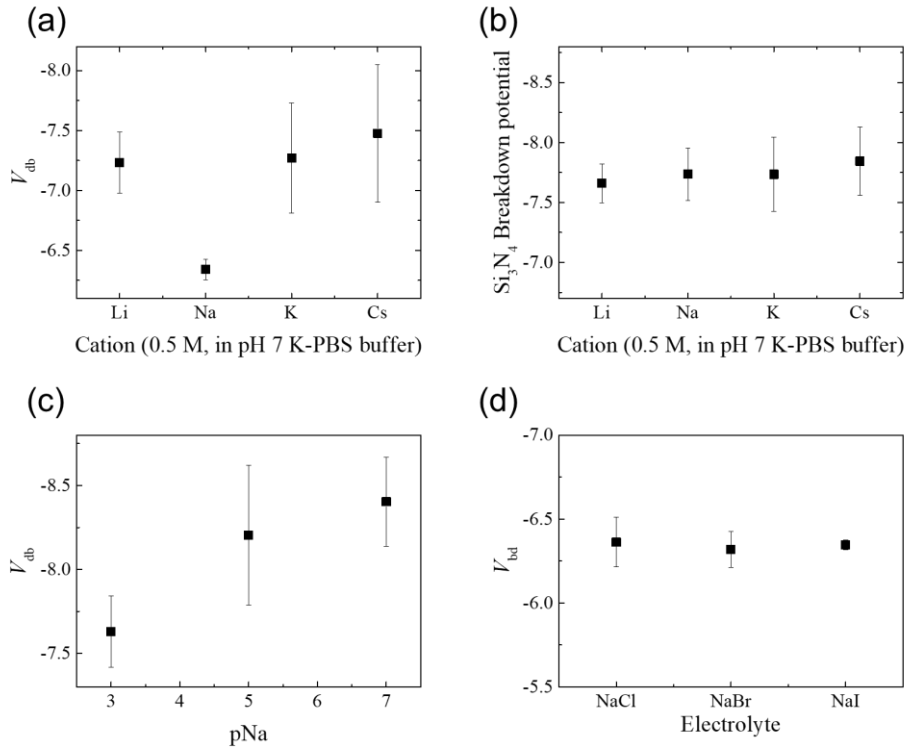 (a)
-8.0
-7.5
-7.0
-6.5
V_db
Li Na K Cs
Cation (0.5 M, in pH 7 K-PBS buffer)
(b)
-8.5
-8.0
-7.5
-7.0
Si₃N₄ Breakdown potential
Li Na K Cs
Cation (0.5 M, in pH 7 K-PBS buffer)
(c)
-8.5
-8.0
-7.5
V_db
3 4 5 6 7
pNa
(d)
-7.0
-6.5
-6.0
-5.5
V_bd
NaCl NaBr NaI
Electrolyte